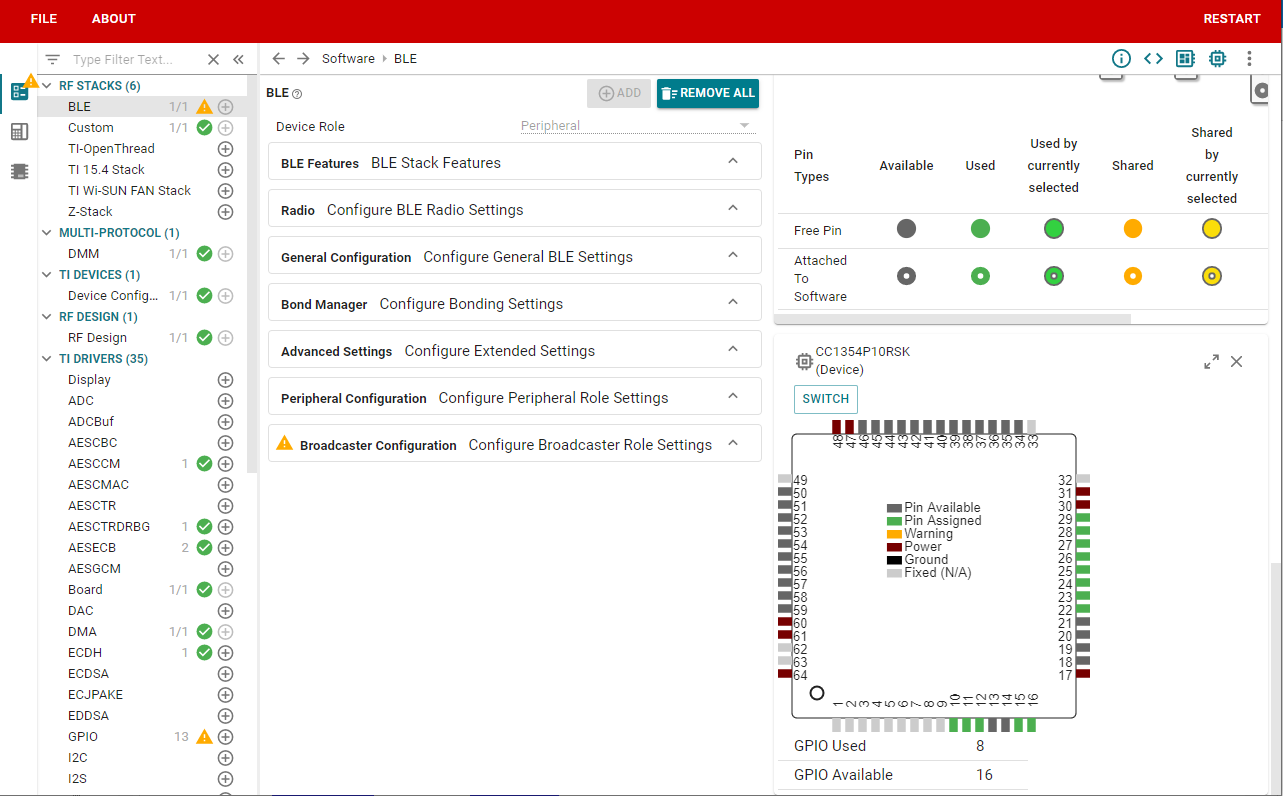 FILE ABOUT RESTART
Type Filter Text...
Software BLE
RF STACKS (6)
BLE 1/1
Custom 1/1
TI-OpenThread
TI 15.4 Stack
TI Wi-SUN FAN Stack
Z-Stack
MULTI-PROTOCOL (1)
DMM 1/1
TI DEVICES (1)
Device Config... 1/1
RF DESIGN (1)
RF Design 1/1
TI DRIVERS (35)
Display
ADC
ADCBuf
AESCBC
AESCCM 1
AESCMAC
AESCTR
AESCTRDRBG 1
AESECB 2
AESGCM
Board 1/1
DAC
DMA 1/1
ECDH 1
ECDSA
ECJPAKE
EDDSA
GPIO 13
I2C
I2S
BLE
ADD
REMOVE ALL
Device Role Peripheral
BLE Features BLE Stack Features
Radio Configure BLE Radio Settings
General Configuration Configure General BLE Settings
Bond Manager Configure Bonding Settings
Advanced Settings Configure Extended Settings
Peripheral Configuration Configure Peripheral Role Settings
Broadcaster Configuration Configure Broadcaster Role Settings
Pin
Types
Available
Used
Used by
currently
selected
Shared
Shared
by
currently
selected
Free Pin
Attached
To
Software
CC1354P10RSK
(Device)
SWITCH
48 47 46 45 44 43 42 41 40 39 38 37 36 35 34 33
49 32
50 31
51 30
52 29
53 28
54 27
55 26
56 25
57 24
58 23
59 22
60 21
61 20
62 19
63 18
64 17
Pin Available
Pin Assigned
Warning
Power
Ground
Fixed (N/A)
1 2 3 4 5 6 7 8 9 10 11 12 13 14 15 16
GPIO Used 8
GPIO Available 16